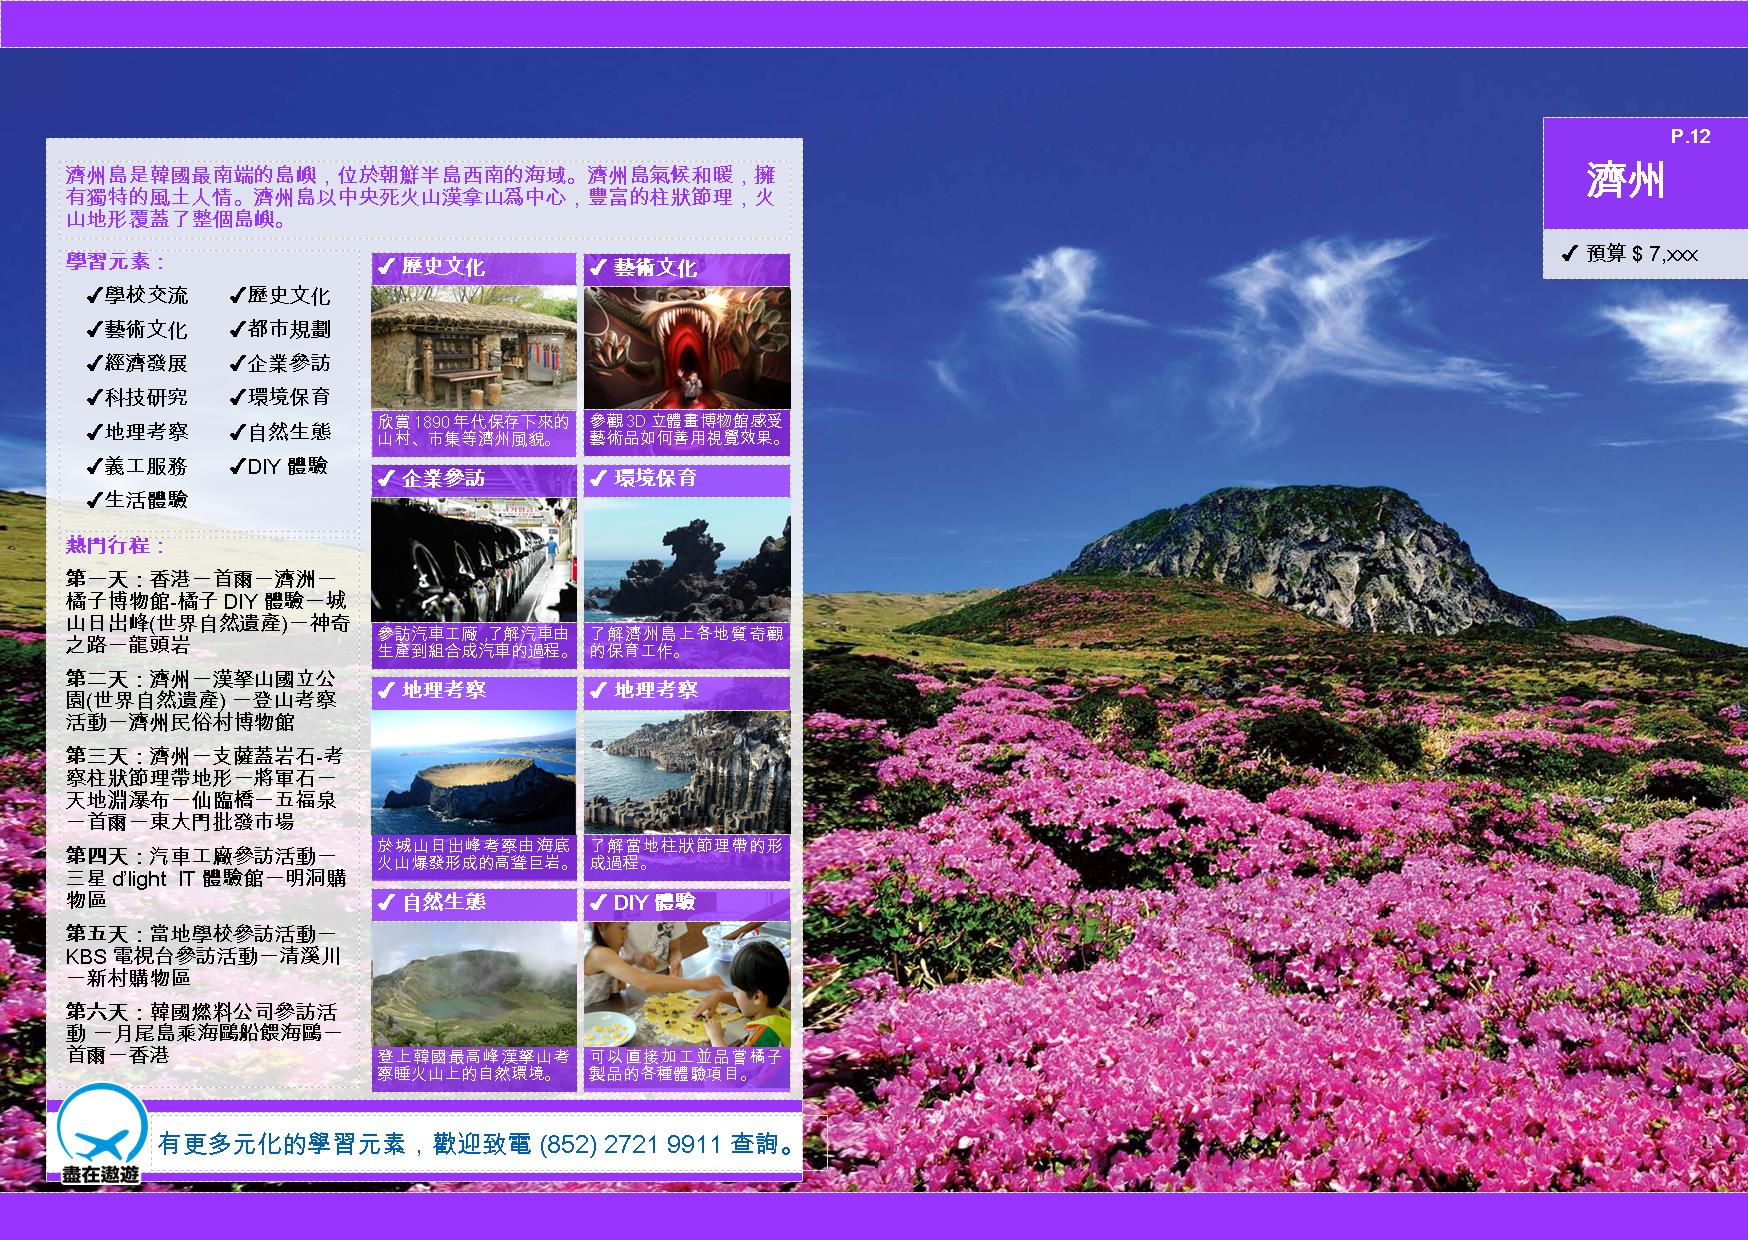 P.12
濟州
✓ 預算 $ 7,xxx
濟州島是韓國最南端的島嶼，位於朝鮮半島西南的海域。濟州島氣候和暖，擁
有獨特的風土人情。濟州島以中央死火山漢拿山為中心，豐富的柱狀節理，火
山地形覆蓋了整個島嶼。
學習元素：
✓學校交流 ✓歷史文化
✓藝術文化 ✓都市規劃
✓經濟發展 ✓企業參訪
✓科技研究 ✓環境保育
✓地理考察 ✓自然生態
✓義工服務 ✓DIY 體驗
✓生活體驗
熱門行程：
第一天：香港－首爾－濟洲－
橘子博物館-橘子 DIY 體驗－城
山日出峰(世界自然遺產)－神奇
之路－龍頭岩
第二天：濟州－漢拏山國立公
園(世界自然遺產) －登山考察
活動－濟州民俗村博物館
第三天：濟州－支薩蓋岩石-考
察柱狀節理帶地形－將軍石－
天地淵瀑布－仙臨橋－五福泉
－首爾－東大門批發市場
第四天：汽車工廠參訪活動－
三星 d'light IT 體驗館－明洞購
物區
第五天：當地學校參訪活動－
KBS 電視台參訪活動－清溪川
－新村購物區
第六天：韓國燃料公司參訪活
動 －月尾島乘海鷗船餵海鷗－
首爾－香港
✓ 歷史文化
欣賞 1890 年代保存下來的
山村、市集等濟州風貌。
✓ 藝術文化
參觀 3D 立體畫博物館感受
藝術品如何善用視覺效果。
✓ 企業參訪
參訪汽車工廠 ,了解汽車由
生產到組合成汽車的過程。
✓ 環境保育
了解濟州島上各地質奇觀
的保育工作。
✓ 地理考察
於城山日出峰考察由海底
火山爆發形成的高聳巨岩。
✓ 地理考察
了解當地柱狀節理帶的形
成過程。
✓ 自然生態
登上韓國最高峰漢拏山考
察睡火山上的自然環境。
✓ DIY 體驗
可以直接加工並品嘗橘子
製品的各種體驗項目。
盡在遨遊
有更多元化的學習元素，歡迎致電 (852) 2721 9911 查詢。